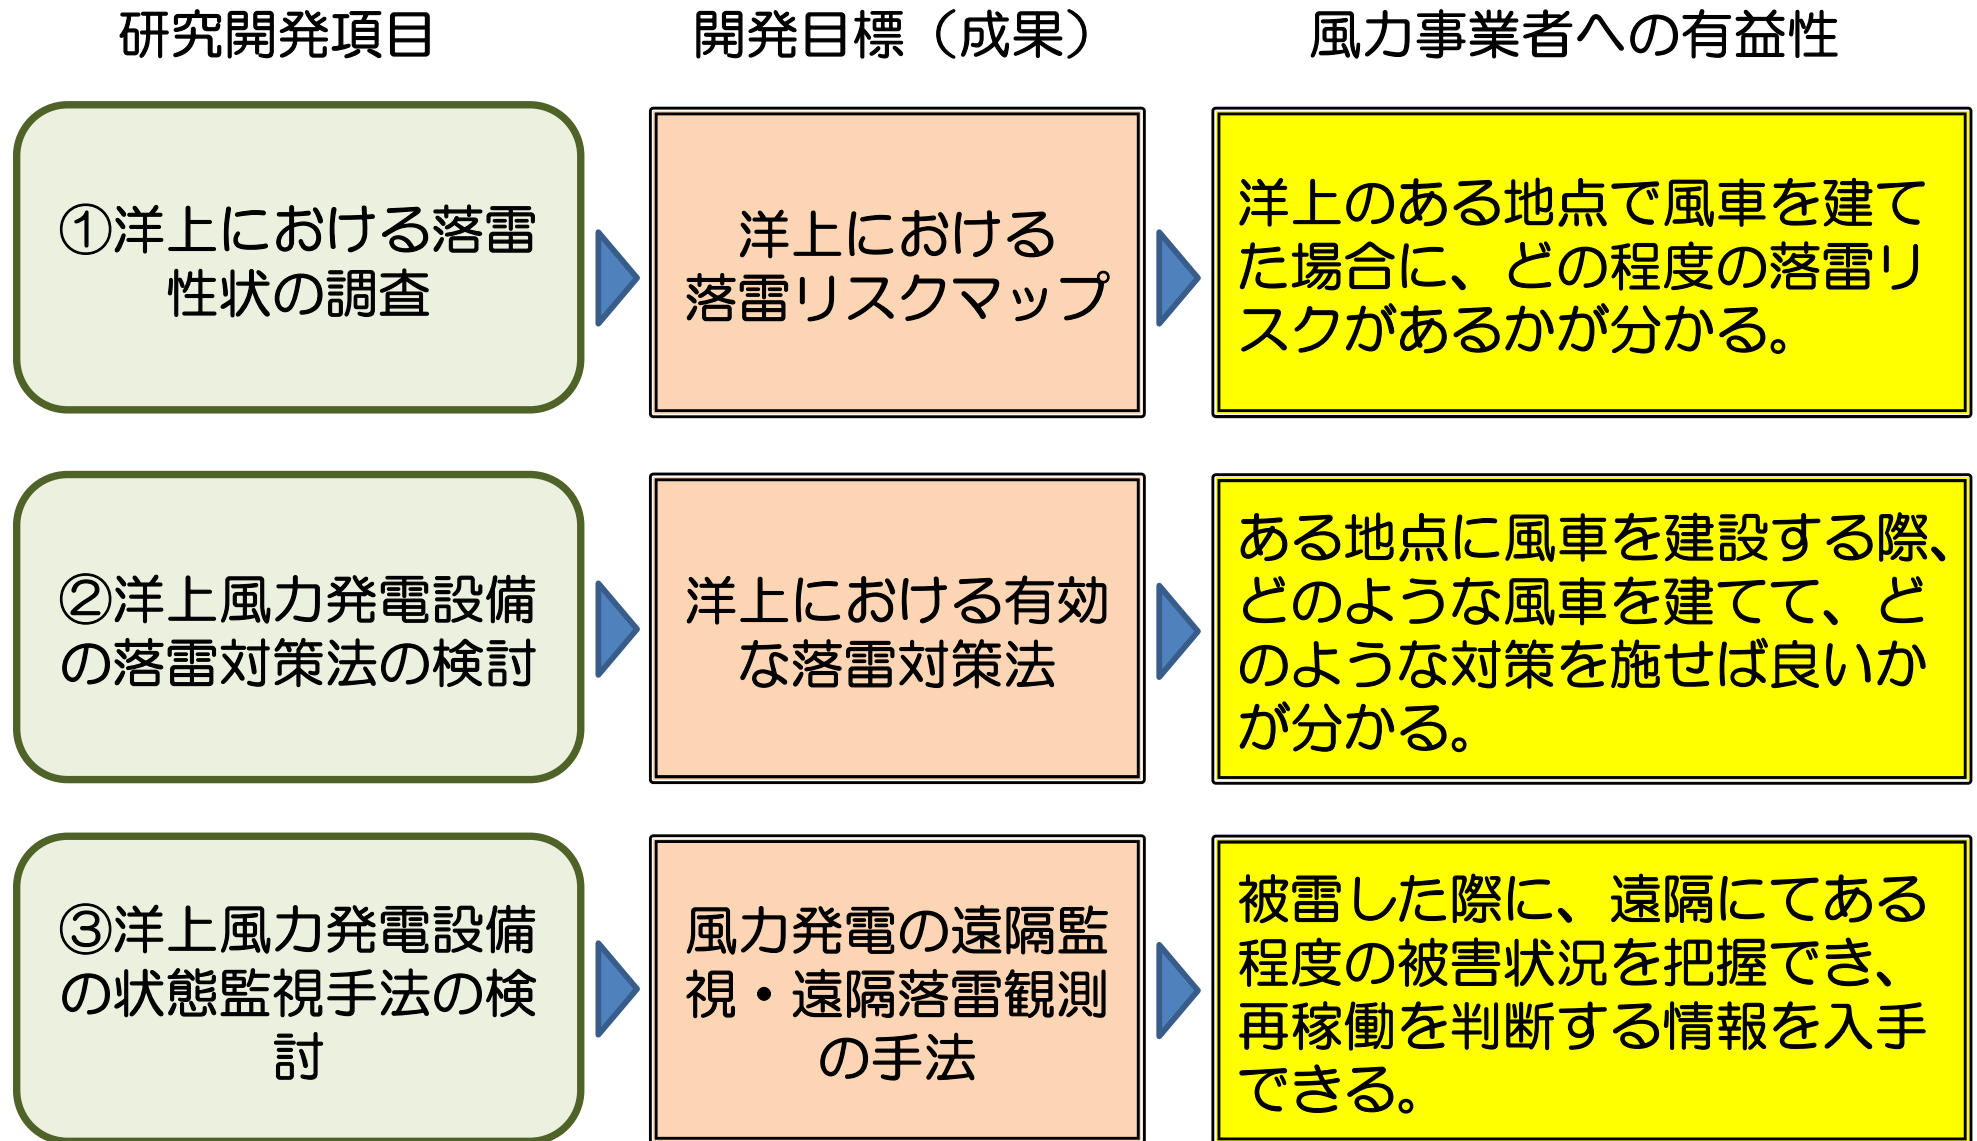 研究開発項目
開発目標（成果）
風力事業者への有益性
①洋上における落雷
性状の調査
洋上における
落雷リスクマップ
洋上のある地点で風車を建て
た場合に、どの程度の落雷リ
スクがあるかが分かる。
②洋上風力発電設備
の落雷対策法の検討
洋上における有効
な落雷対策法
ある地点に風車を建設する際、
どのような風車を建てて、ど
のような対策を施せば良いか
が分かる。
③洋上風力発電設備
の状態監視手法の検
討
風力発電の遠隔監
視・遠隔落雷観測
の手法
被雷した際に、遠隔にてある
程度の被害状況を把握でき、
再稼働を判断する情報を入手
できる。